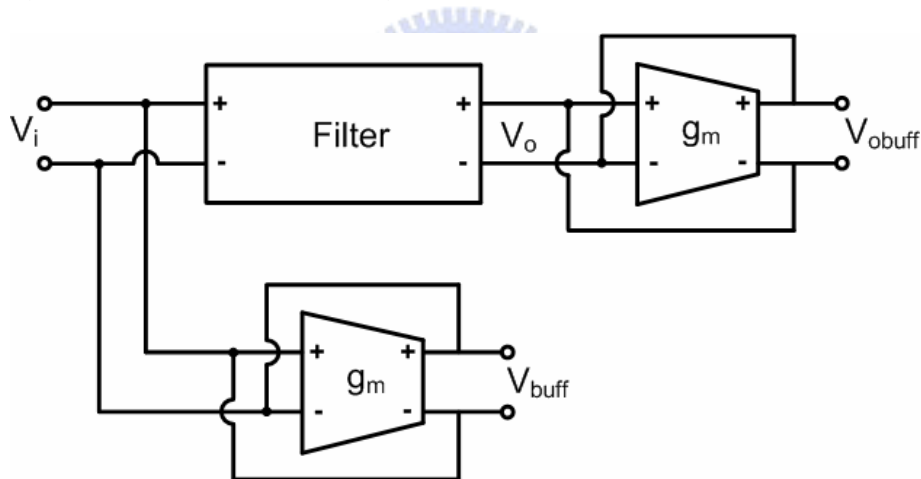 V_i
+
-
Filter
+
-
V_o
+
-
g_m
+
-
V_obuff
+
-
g_m
+
-
V_buff